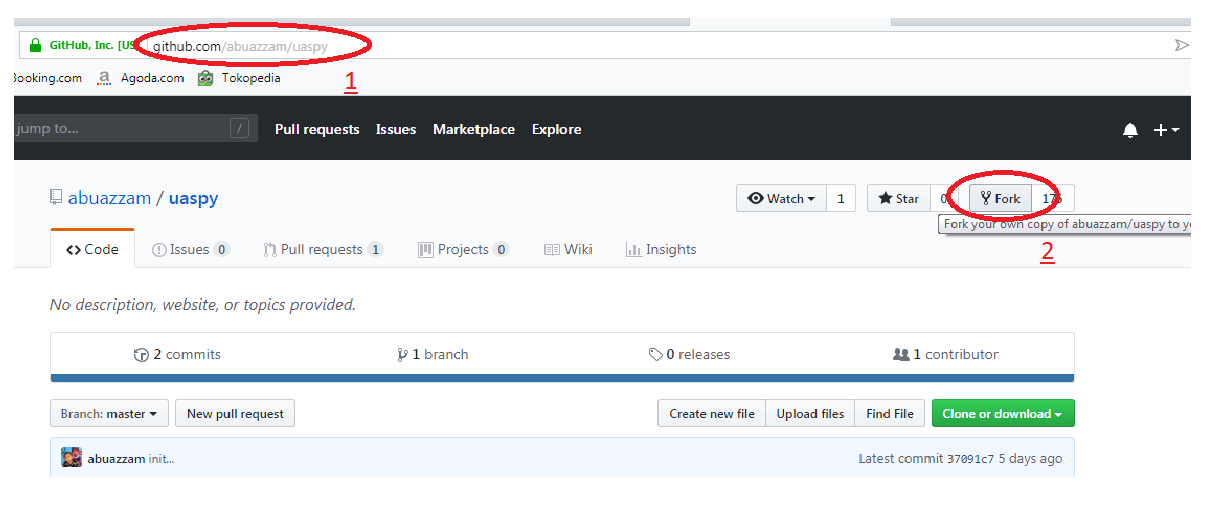 GitHub, Inc. [US github.com/abuazzam/uaspy
Booking.com Agoda.com Tokopedia
1
jump to... / Pull requests Issues Marketplace Explore
abuazzam / uaspy Watch 1 Star 0 Fork 175
Fork your own copy of abuazzam/uaspy to
2
Code Issues 0 Pull requests 1 Projects 0 Wiki Insights
No description, website, or topics provided.
2 commits 1 branch 0 releases 1 contributor
Branch: master New pull request Create new file Upload files Find File Clone or download
abuazzam init... Latest commit 37091c7 5 days ago